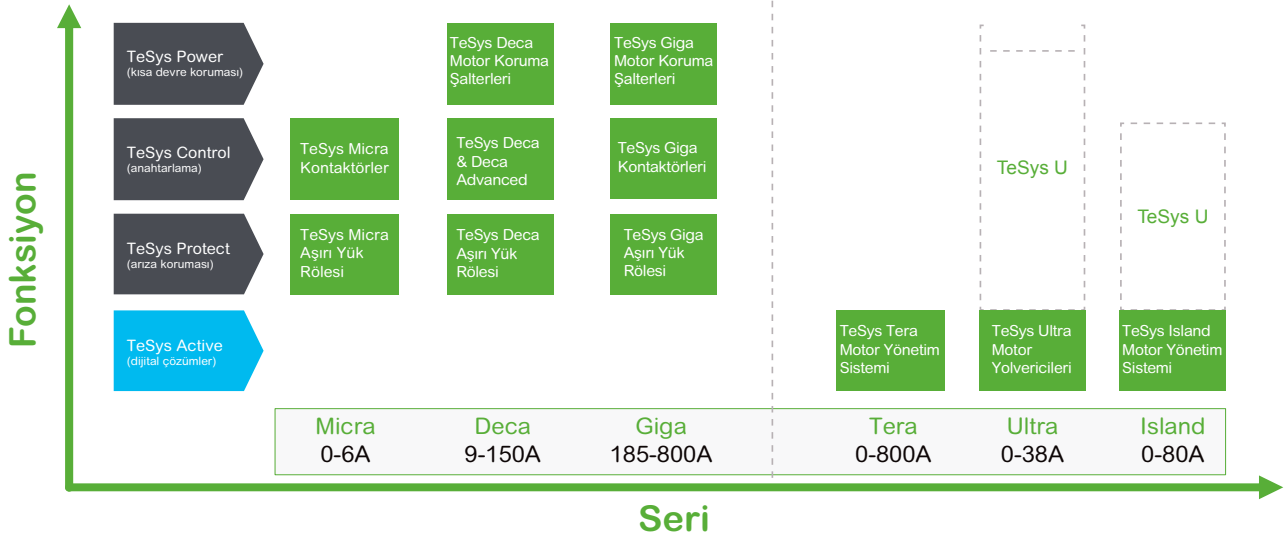 Fonksiyon
TeSys Power
(kısa devre koruması)
TeSys Deca
Motor Koruma
Şalterleri
TeSys Giga
Motor Koruma
Şalterleri
TeSys Control
(anahtarlama)
TeSys Micra
Kontaktörler
TeSys Deca
& Deca
Advanced
TeSys Giga
Kontaktörleri
TeSys U
TeSys U
TeSys Protect
(arıza koruması)
TeSys Micra
Aşırı Yük
Rölesi
TeSys Deca
Aşırı Yük
Rölesi
TeSys Giga
Aşırı Yük
Rölesi
TeSys Active
(dijital çözümler)
TeSys Tera
Motor Yönetim
Sistemi
TeSys Ultra
Motor
Yolvericileri
TeSys Island
Motor Yönetim
Sistemi
Micra
0-6A
Deca
9-150A
Giga
185-800A
Tera
0-800A
Ultra
0-38A
Island
0-80A
Seri